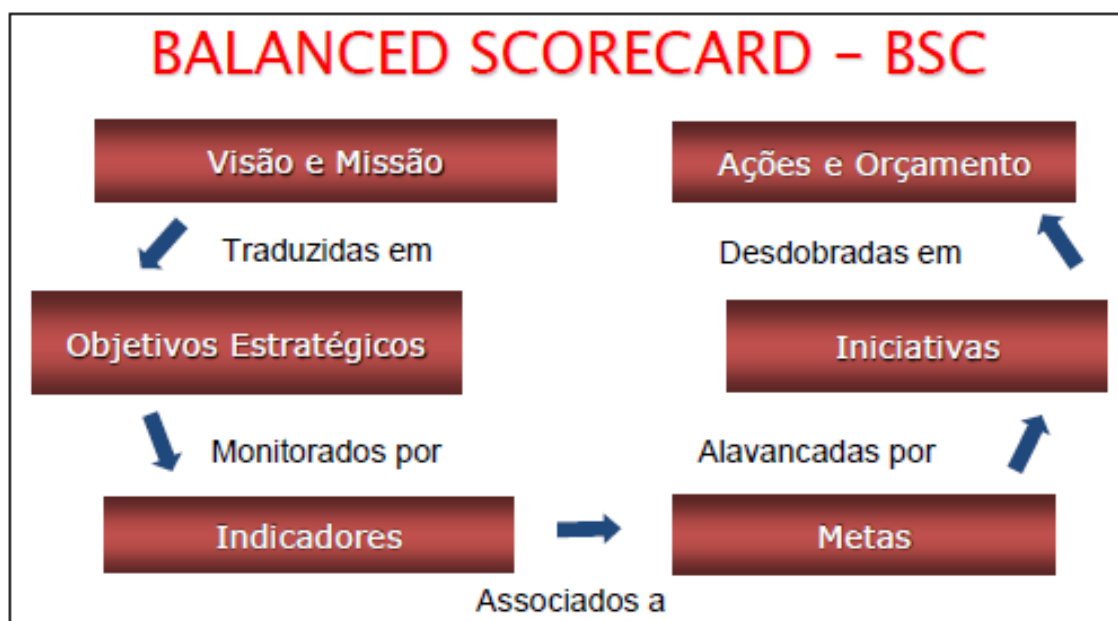 BALANCED SCORECARD – BSC
Visão e Missão
Traduzidas em
Objetivos Estratégicos
Monitorados por
Indicadores
Associados a
Metas
Alavancadas por
Iniciativas
Desdobradas em
Ações e Orçamento